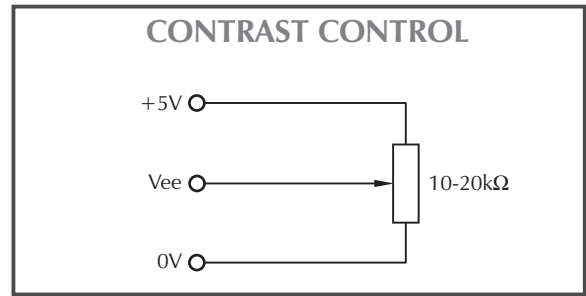 CONTRAST CONTROL
+5V
Vee
10-20kΩ
0V